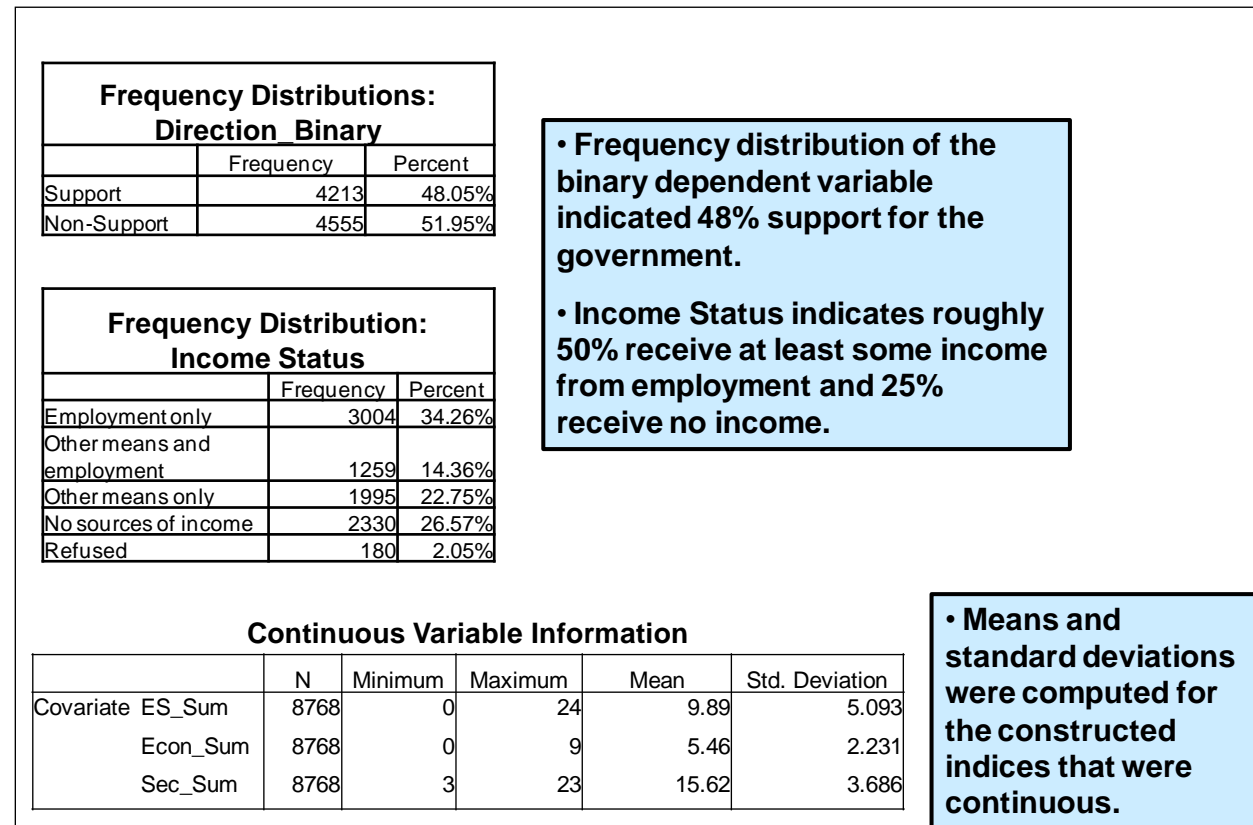 Frequency Distributions:
Direction_Binary
Frequency Percent
Support 4213 48.05%
Non-Support 4555 51.95%
• Frequency distribution of the
binary dependent variable
indicated 48% support for the
government.
• Income Status indicates roughly
50% receive at least some income
from employment and 25%
receive no income.
Frequency Distribution:
Income Status
Frequency Percent
Employment only 3004 34.26%
Other means and
employment 1259 14.36%
Other means only 1995 22.75%
No sources of income 2330 26.57%
Refused 180 2.05%
Continuous Variable Information
N Minimum Maximum Mean Std. Deviation
Covariate ES_Sum 8768 0 24 9.89 5.093
Econ_Sum 8768 0 9 5.46 2.231
Sec_Sum 8768 3 23 15.62 3.686
• Means and
standard deviations
were computed for
the constructed
indices that were
continuous.